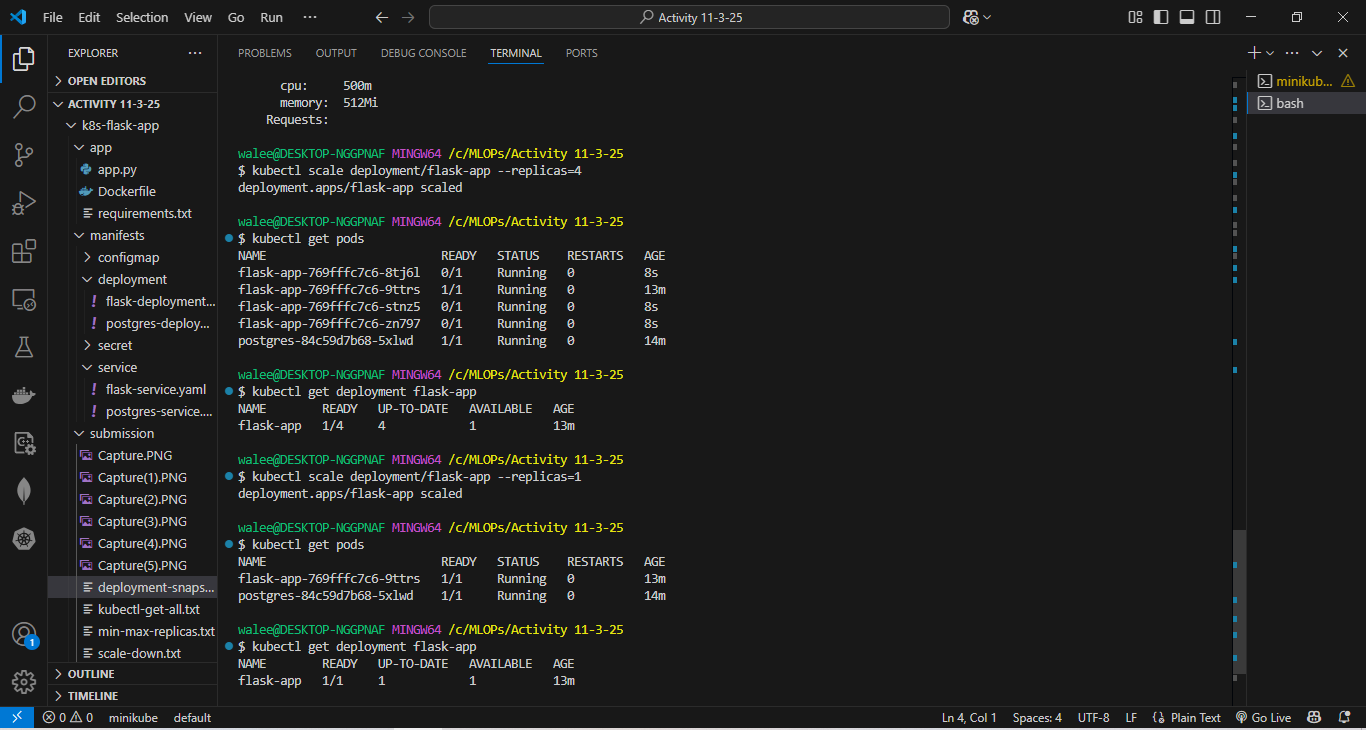 File Edit Selection View Go Run ··· Activity 11-3-25
EXPLORER ···
OPEN EDITORS
ACTIVITY 11-3-25
k8s-flask-app
app
app.py
Dockerfile
requirements.txt
manifests
configmap
deployment
! flask-deployment...
! postgres-deploy...
secret
service
! flask-service.yaml
! postgres-service....
submission
Capture.PNG
Capture(1).PNG
Capture(2).PNG
Capture(3).PNG
Capture(4).PNG
Capture(5).PNG
deployment-snaps...
kubectl-get-all.txt
min-max-replicas.txt
scale-down.txt
OUTLINE
TIMELINE
PROBLEMS OUTPUT DEBUG CONSOLE TERMINAL PORTS
cpu: 500m
memory: 512Mi
Requests:
walee@DESKTOP-NGGPNAF MINGW64 /c/MLOPs/Activity 11-3-25
$ kubectl scale deployment/flask-app --replicas=4
deployment.apps/flask-app scaled
walee@DESKTOP-NGGPNAF MINGW64 /c/MLOPs/Activity 11-3-25
$ kubectl get pods
NAME READY STATUS RESTARTS AGE
flask-app-769fffc7c6-8tj6l 0/1 Running 0 8s
flask-app-769fffc7c6-9ttrs 1/1 Running 0 13m
flask-app-769fffc7c6-stnz5 0/1 Running 0 8s
flask-app-769fffc7c6-zn797 0/1 Running 0 8s
postgres-84c59d7b68-5xlwd 1/1 Running 0 14m
walee@DESKTOP-NGGPNAF MINGW64 /c/MLOPs/Activity 11-3-25
$ kubectl get deployment flask-app
NAME READY UP-TO-DATE AVAILABLE AGE
flask-app 1/4 4 1 13m
walee@DESKTOP-NGGPNAF MINGW64 /c/MLOPs/Activity 11-3-25
$ kubectl scale deployment/flask-app --replicas=1
deployment.apps/flask-app scaled
walee@DESKTOP-NGGPNAF MINGW64 /c/MLOPs/Activity 11-3-25
$ kubectl get pods
NAME READY STATUS RESTARTS AGE
flask-app-769fffc7c6-9ttrs 1/1 Running 0 13m
postgres-84c59d7b68-5xlwd 1/1 Running 0 14m
walee@DESKTOP-NGGPNAF MINGW64 /c/MLOPs/Activity 11-3-25
$ kubectl get deployment flask-app
NAME READY UP-TO-DATE AVAILABLE AGE
flask-app 1/1 1 1 13m
minikub...
bash
1
0 0 minikube default Ln 4, Col 1 Spaces: 4 UTF-8 LF {} Plain Text Go Live